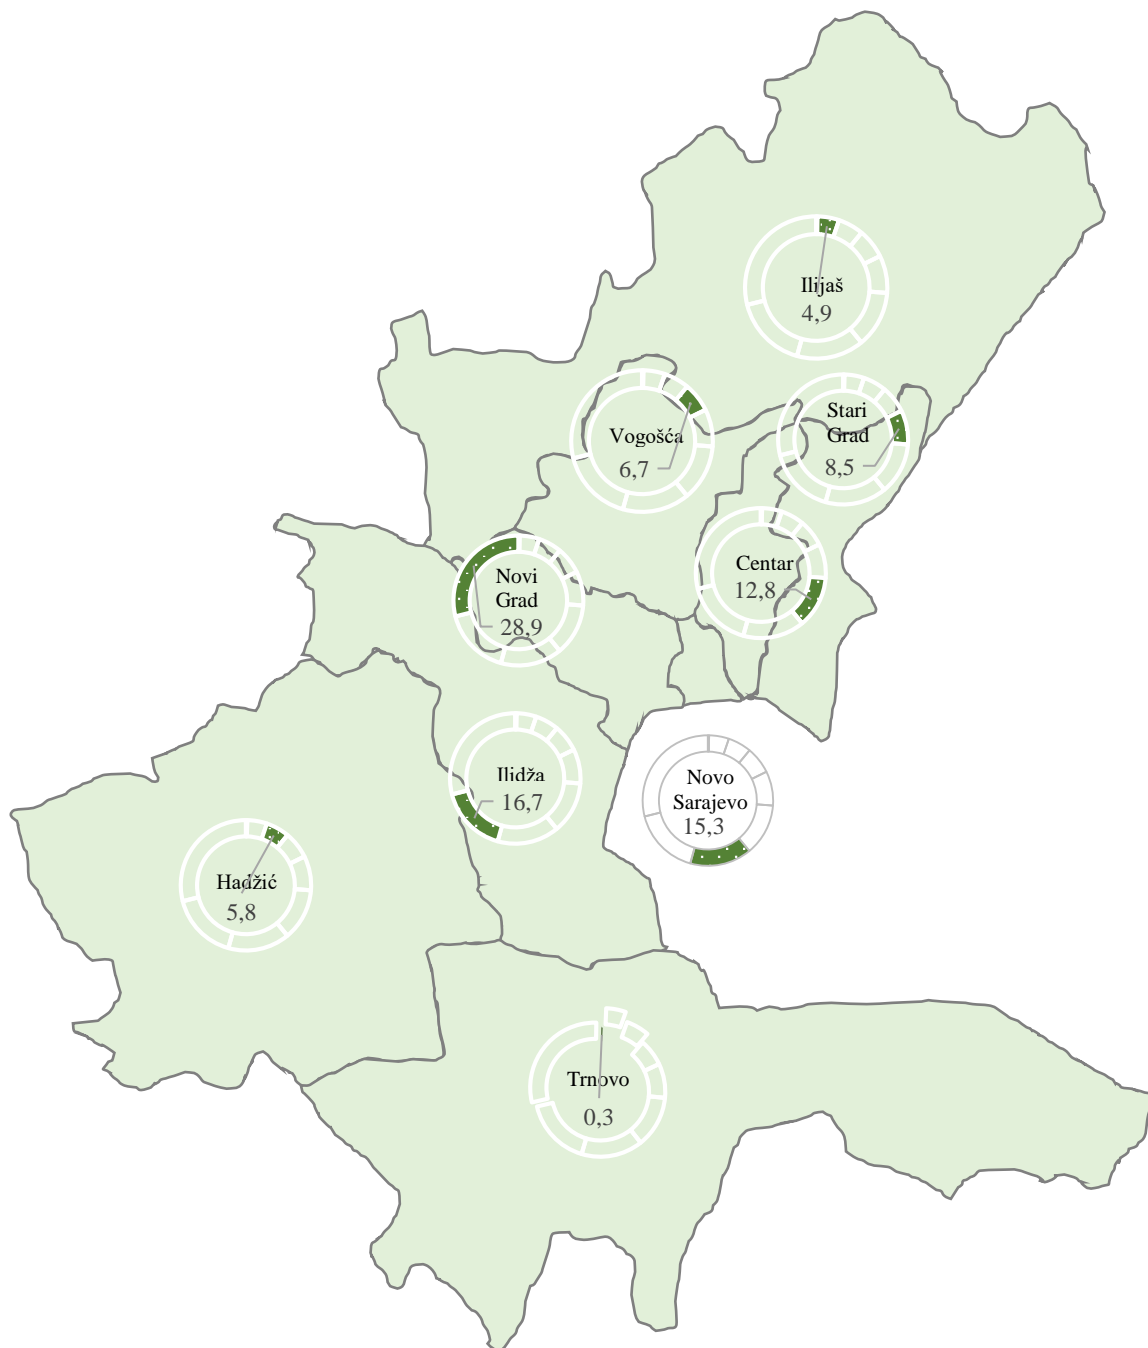 Ilijaš
4,9
Stari
Grad
8,5
Vogošća
6,7
Centar
12,8
Novi
Grad
28,9
Ilidža
16,7
Novo
Sarajevo
15,3
Hadžić
5,8
Trnovo
0,3